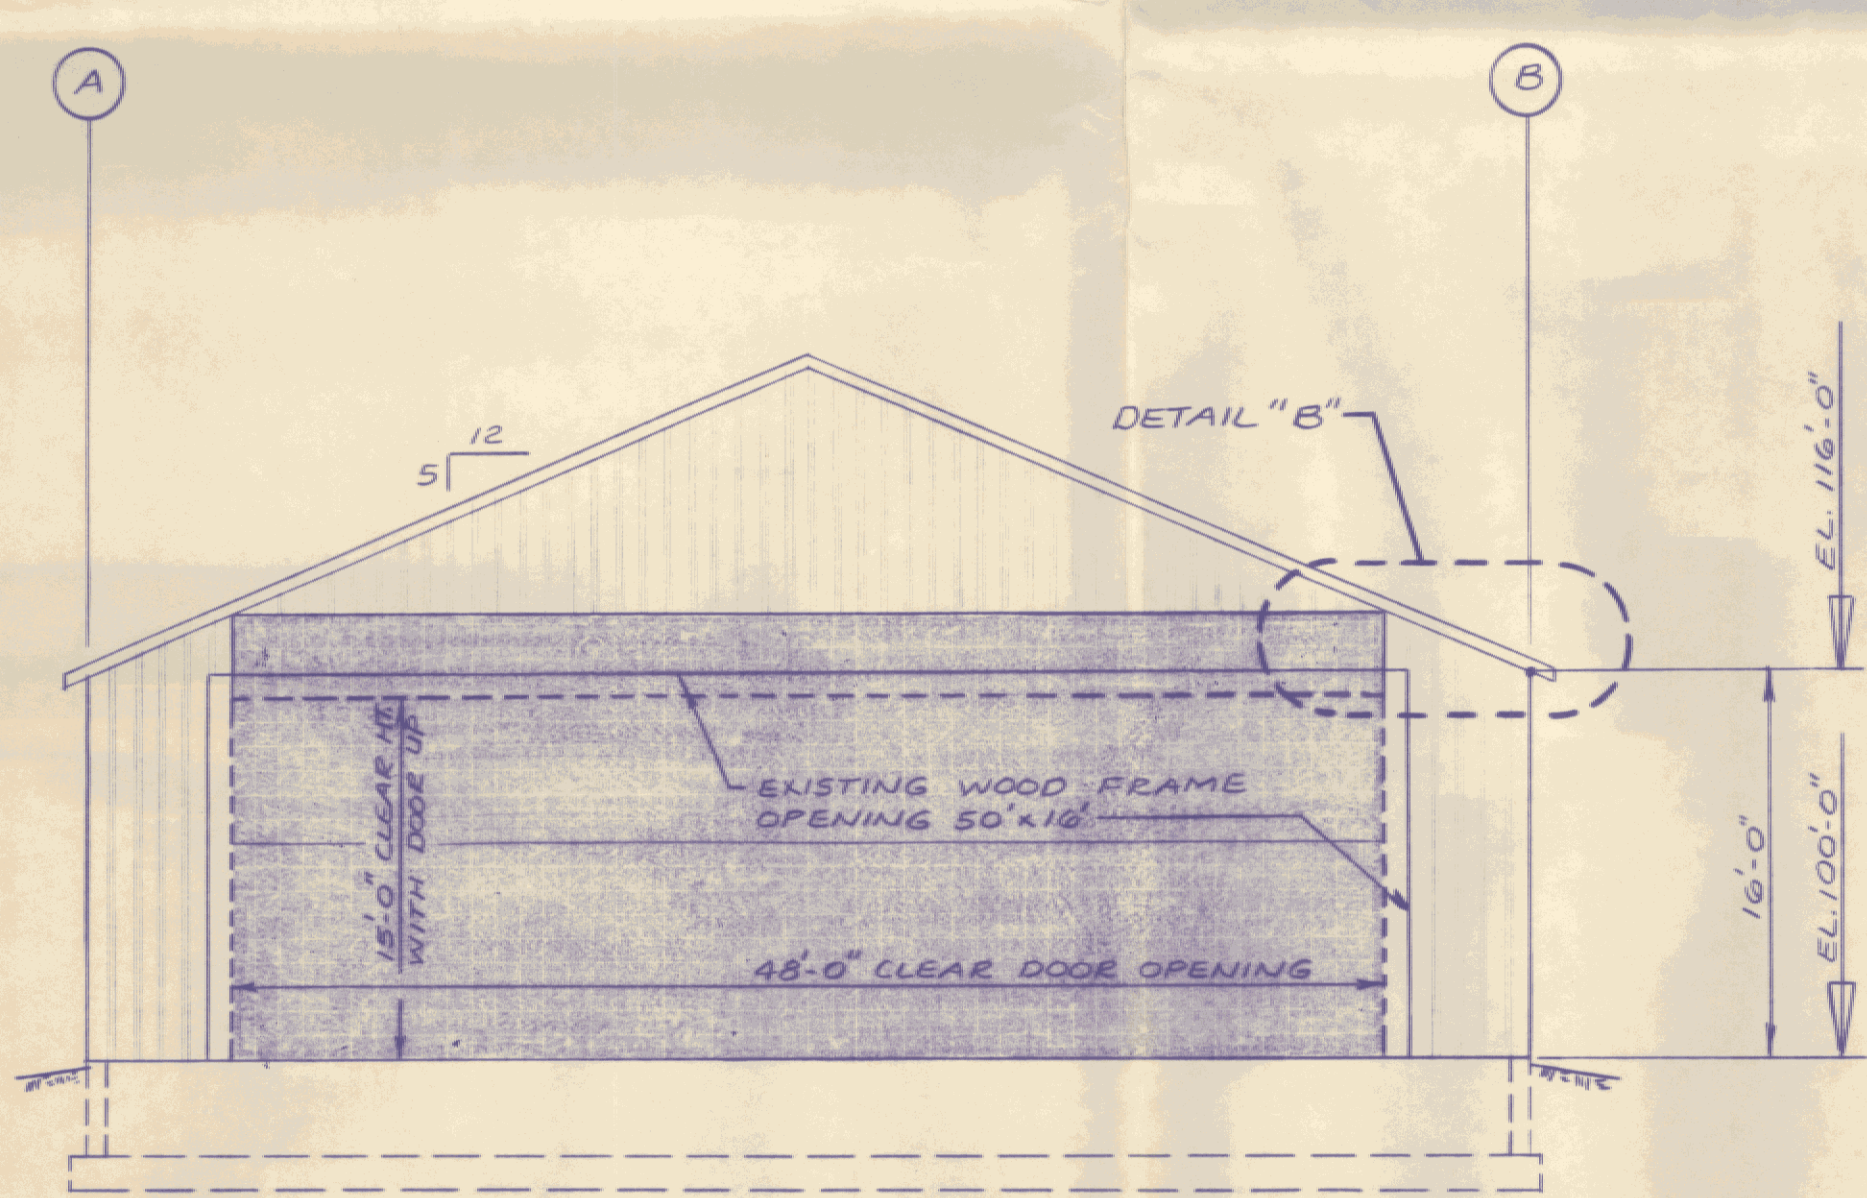 A
B
12
5
DETAIL "B"
EL. 116'-0"
15'-0" CLEAR HT.
WITH DOOR UP
EXISTING WOOD FRAME
OPENING 50'x16'
16'-0"
EL. 100'-0"
48'-0" CLEAR DOOR OPENING